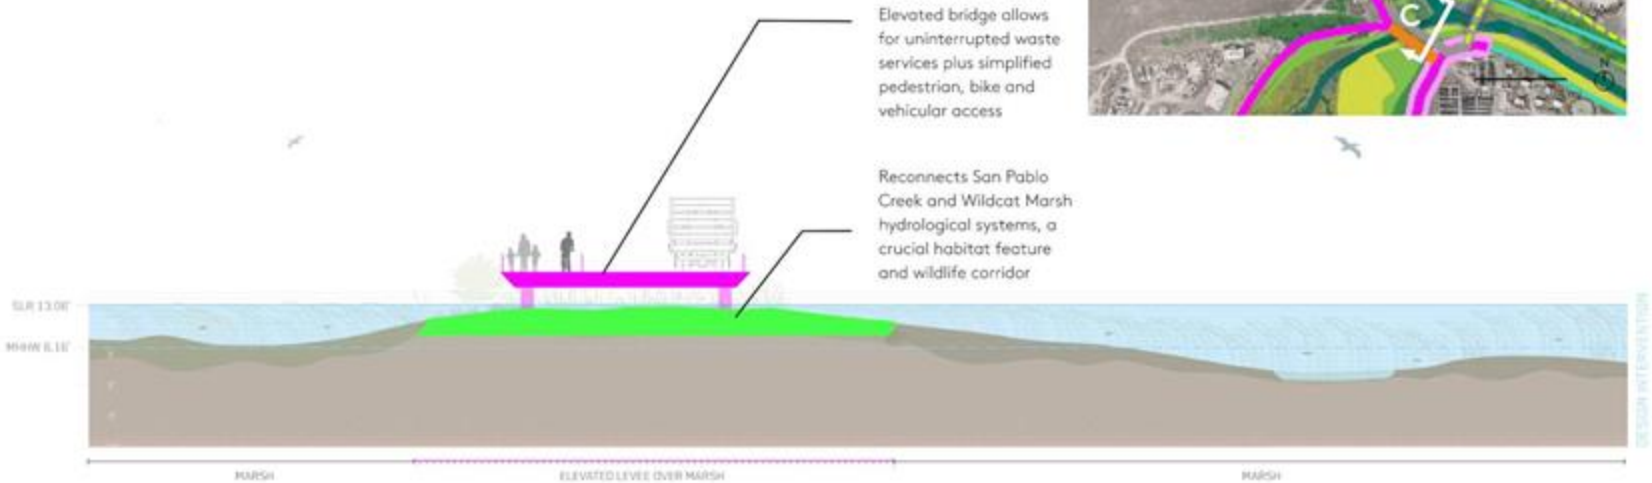 Elevated bridge allows
for uninterrupted waste
services plus simplified
pedestrian, bike and
vehicular access
C
N
Reconnects San Pablo
Creek and Wildcat Marsh
hydrological systems, a
crucial habitat feature
and wildlife corridor
SLR 13.08'
MHHW 6.16'
DESIGN INTERVENTION
MARSH
ELEVATED LEVEE OVER MARSH
MARSH